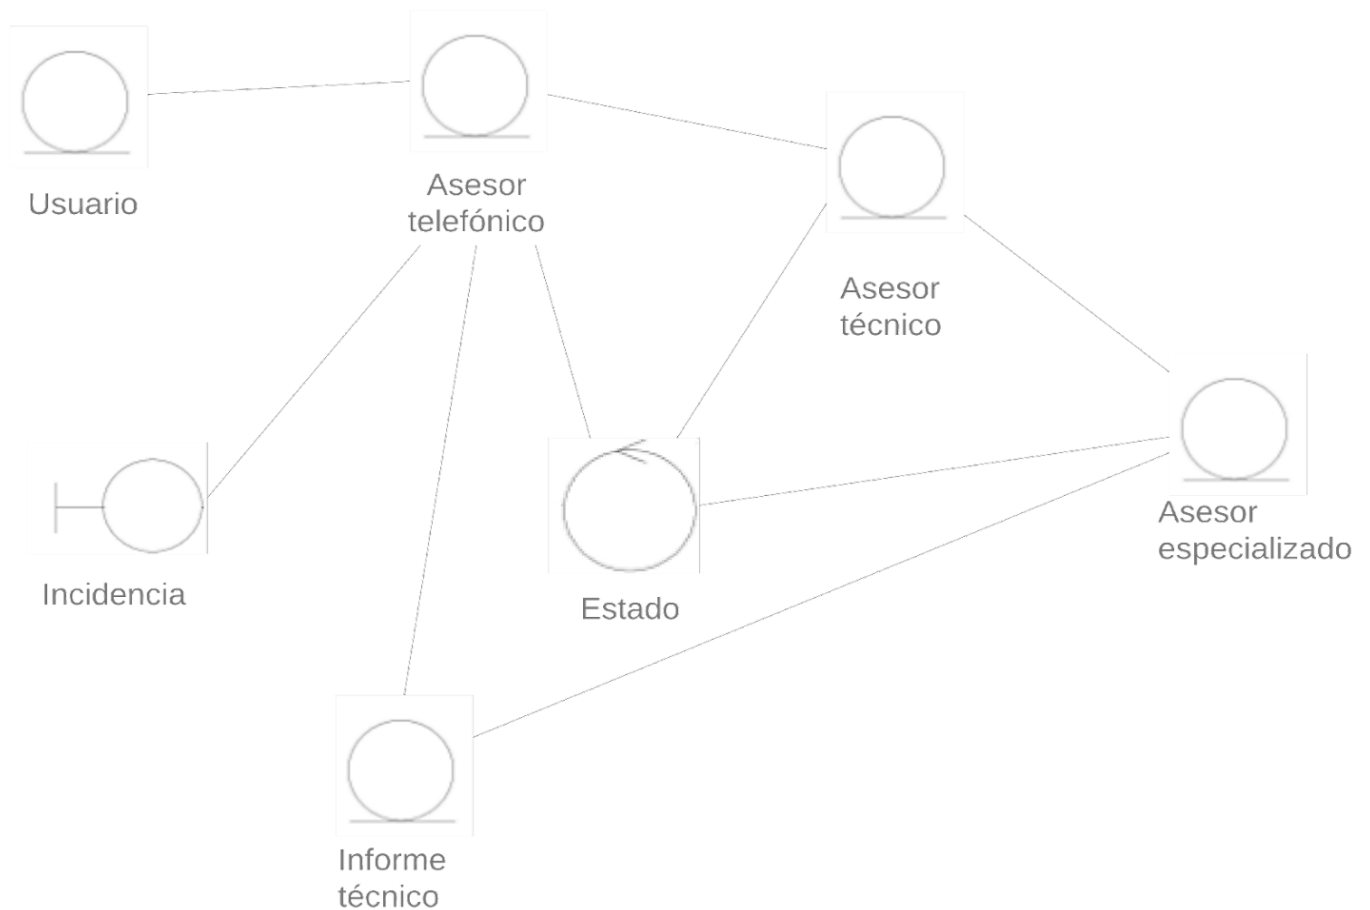 Usuario
Asesor
telefónico
Asesor
técnico
Asesor
especializado
Incidencia
Estado
Informe
técnico